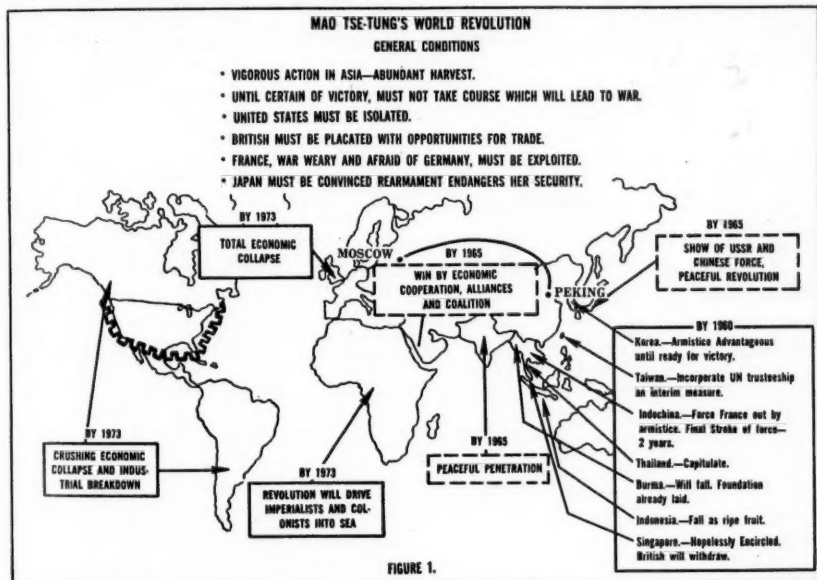 MAO TSE-TUNG'S WORLD REVOLUTION
GENERAL CONDITIONS
• VIGOROUS ACTION IN ASIA—ABUNDANT HARVEST.
• UNTIL CERTAIN OF VICTORY, MUST NOT TAKE COURSE WHICH WILL LEAD TO WAR.
• UNITED STATES MUST BE ISOLATED.
• BRITISH MUST BE PLACATED WITH OPPORTUNITIES FOR TRADE.
• FRANCE, WAR WEARY AND AFRAID OF GERMANY, MUST BE EXPLOITED.
• JAPAN MUST BE CONVINCED REARMAMENT ENDANGERS HER SECURITY.
BY 1973
TOTAL ECONOMIC
COLLAPSE
MOSCOW
BY 1965
WIN BY ECONOMIC
COOPERATION, ALLIANCES
AND COALITION
PEKING
BY 1965
SHOW OF USSR AND
CHINESE FORCE,
PEACEFUL REVOLUTION
BY 1960
Korea.—Armistice Advantageous
until ready for victory.
Taiwan.—Incorporate UN trusteeship
an interim measure.
Indochina.—Force France out by
armistice. Final Stroke of force—
2 years.
Thailand.—Capitulate.
Burma.—Will fall. Foundation
already laid.
Indonesia.—Fall as ripe fruit.
Singapore.—Hopelessly Encircled.
British will withdraw.
BY 1973
CRUSHING ECONOMIC
COLLAPSE AND INDUS-
TRIAL BREAKDOWN
BY 1973
REVOLUTION WILL DRIVE
IMPERIALISTS AND COL-
ONISTS INTO SEA
BY 1965
PEACEFUL PENETRATION
FIGURE 1.